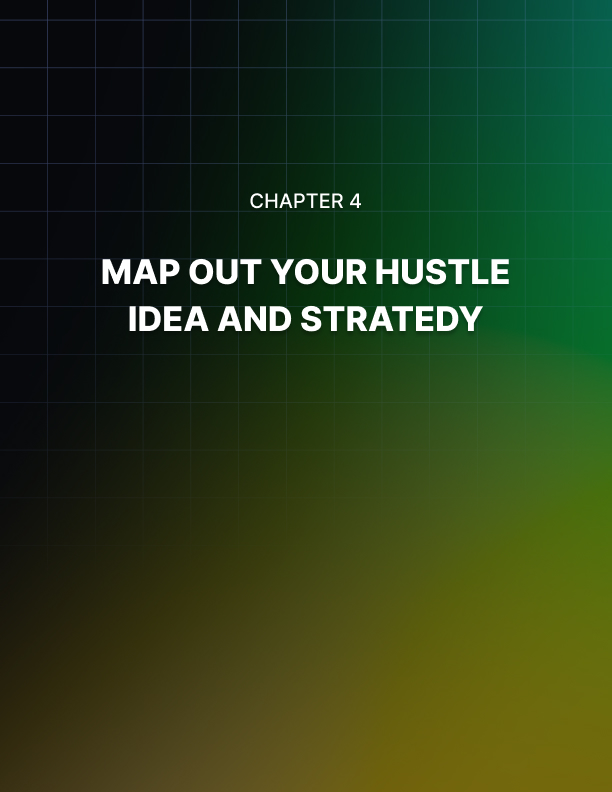 CHAPTER 4
MAP OUT YOUR HUSTLE
IDEA AND STRATEDY